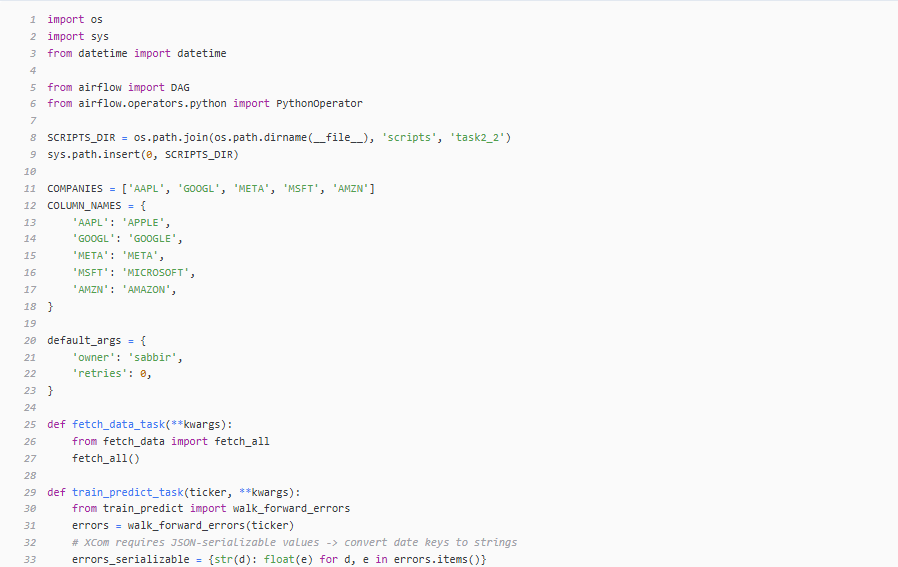 1 import os
2 import sys
3 from datetime import datetime
4
5 from airflow import DAG
6 from airflow.operators.python import PythonOperator
7
8 SCRIPTS_DIR = os.path.join(os.path.dirname(__file__), 'scripts', 'task2_2')
9 sys.path.insert(0, SCRIPTS_DIR)
10
11 COMPANIES = ['AAPL', 'GOOGL', 'META', 'MSFT', 'AMZN']
12 COLUMN_NAMES = {
13     'AAPL': 'APPLE',
14     'GOOGL': 'GOOGLE',
15     'META': 'META',
16     'MSFT': 'MICROSOFT',
17     'AMZN': 'AMAZON',
18 }
19
20 default_args = {
21     'owner': 'sabbir',
22     'retries': 0,
23 }
24
25 def fetch_data_task(**kwargs):
26     from fetch_data import fetch_all
27     fetch_all()
28
29 def train_predict_task(ticker, **kwargs):
30     from train_predict import walk_forward_errors
31     errors = walk_forward_errors(ticker)
32     # XCom requires JSON-serializable values -> convert date keys to strings
33     errors_serializable = {str(d): float(e) for d, e in errors.items()}